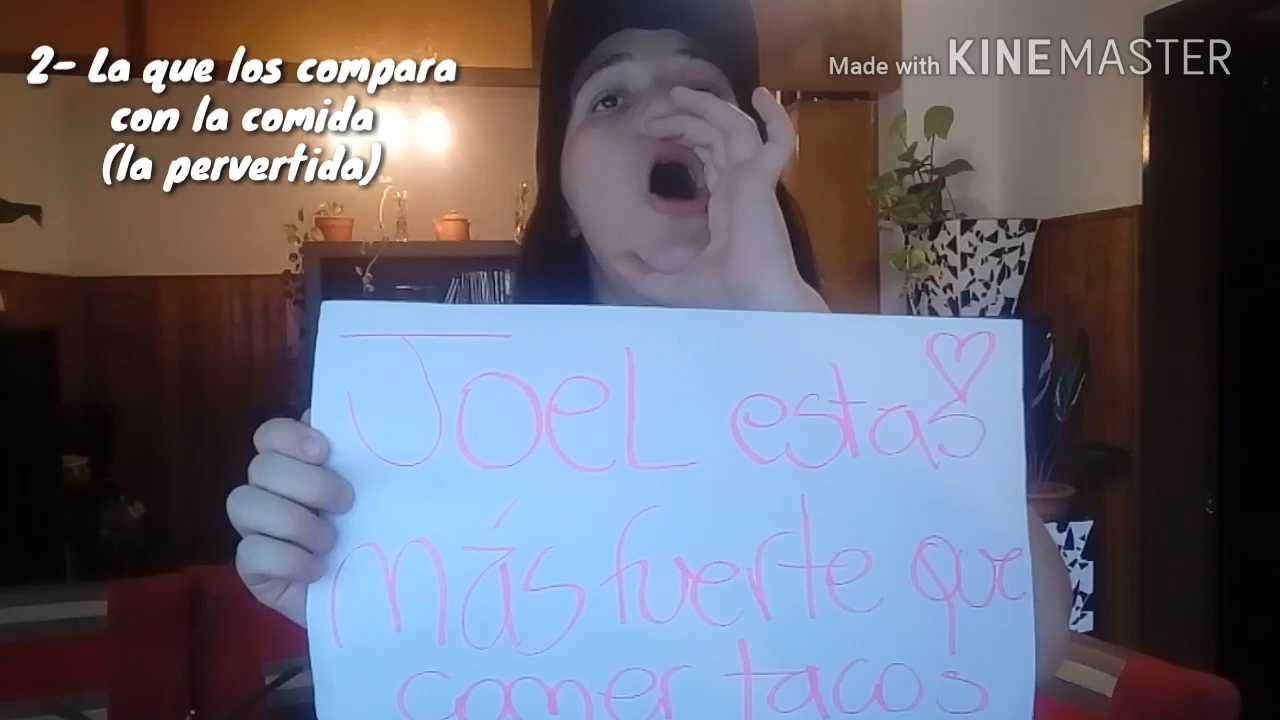 2- La que los compara
con la comida
(la pervertida)
Made with KINEMASTER
JoeL estas
más fuerte que
comer tacos